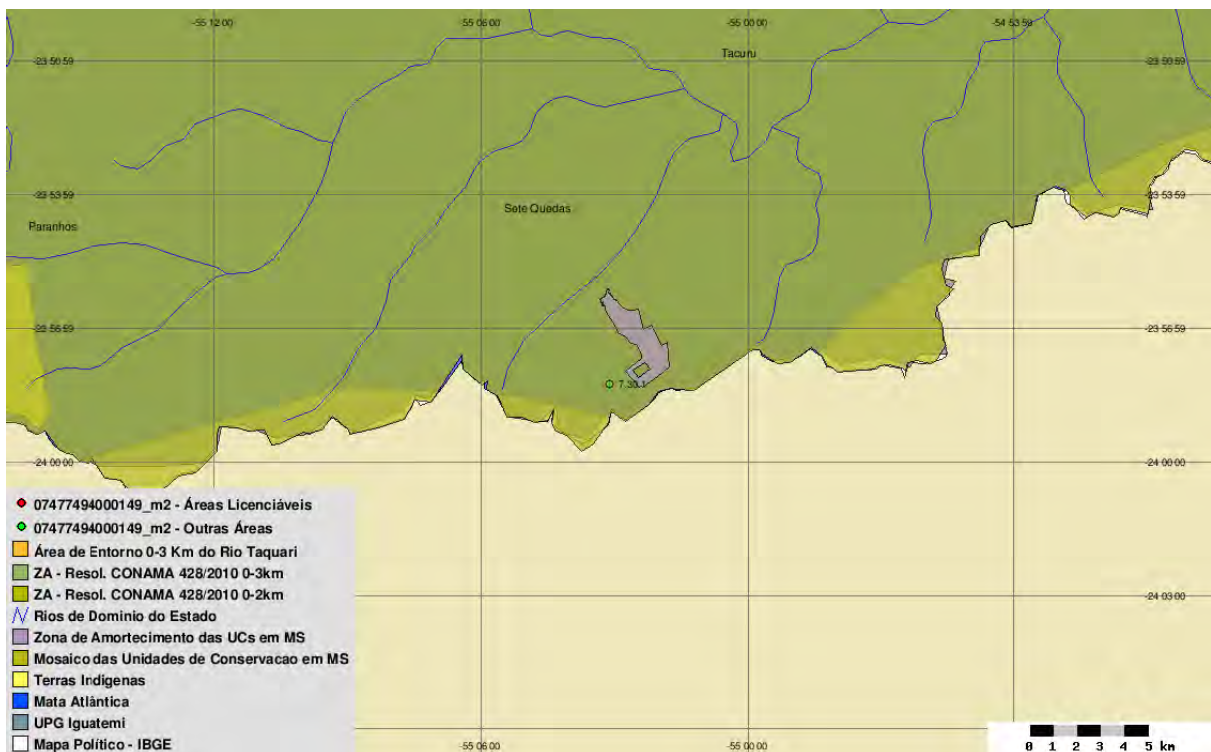 -55 12 00
-55 06 00
-55 00 00
-54 53 59
Tacuru
-23 50 59
-23 50 59
-23 53 59
-23 53 59
Sete Quedas
Paranhos
-23 56 59
-23 56 59
7.30.1
-24 00 00
-24 00 00
07477494000149_m2 - Áreas Licenciáveis
07477494000149_m2 - Outras Áreas
Área de Entorno 0-3 Km do Rio Taquari
ZA - Resol. CONAMA 428/2010 0-3km
ZA - Resol. CONAMA 428/2010 0-2km
Rios de Dominio do Estado
Zona de Amortecimento das UCs em MS
Mosaico das Unidades de Conservacao em MS
Terras Indigenas
Mata Atlântica
UPG Iguatemi
Mapa Político - IBGE
-24 03 00
-55 06 00
-55 00 00
0 1 2 3 4 5 km